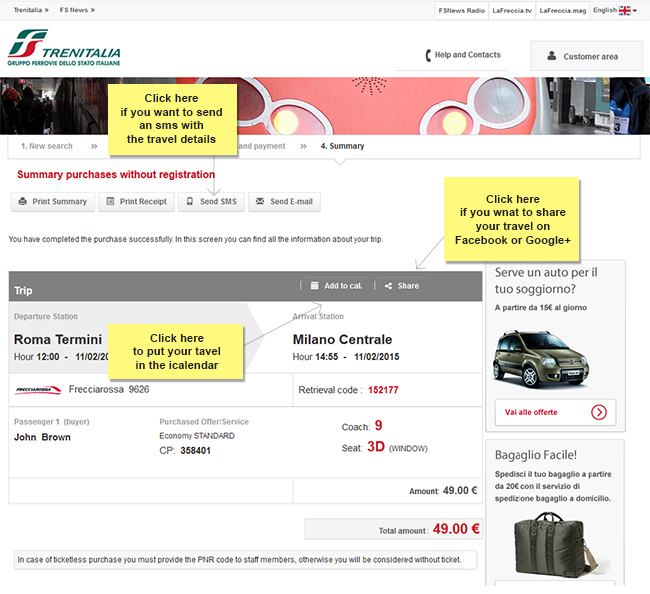 Trenitalia » FS News »
FSNews Radio LaFreccia.tv LaFreccia.mag English
TRENITALIA
GRUPPO FERROVIE DELLO STATO ITALIANE
Help and Contacts
Customer area
Click here
if you want to send
an sms with
the travel details
1. New search » and payment » 4. Summary
Summary purchases without registration
Print Summary Print Receipt Send SMS Send E-mail
Click here
if you wnat to share
your travel on
Facebook or Google+
You have completed the purchase successfully. In this screen you can find all the information about your trip.
Trip Add to cal. Share
Departure Station Arrival Station
Roma Termini Milano Centrale
Hour 12:00 - 11/02/20 Hour 14:55 - 11/02/2015
Click here
to put your tavel
in the icalendar
FRECCIAROSSA Frecciarossa 9626 Retrieval code : 152177
Passenger 1 (buyer) Purchased Offer/Service
John Brown Economy STANDARD
CP: 358401
Coach: 9
Seat: 3D (WINDOW)
Amount: 49.00 €
Total amount : 49.00 €
In case of ticketless purchase you must provide the PNR code to staff members, otherwise you will be considered without ticket.
Serve un auto per il
tuo soggiorno?
A partire da 15€ al giorno
Vai alle offerte
Bagaglio Facile!
Spedisci il tuo bagaglio a partire
da 20€ con il servizio di
spedizione bagaglio a domicilio.